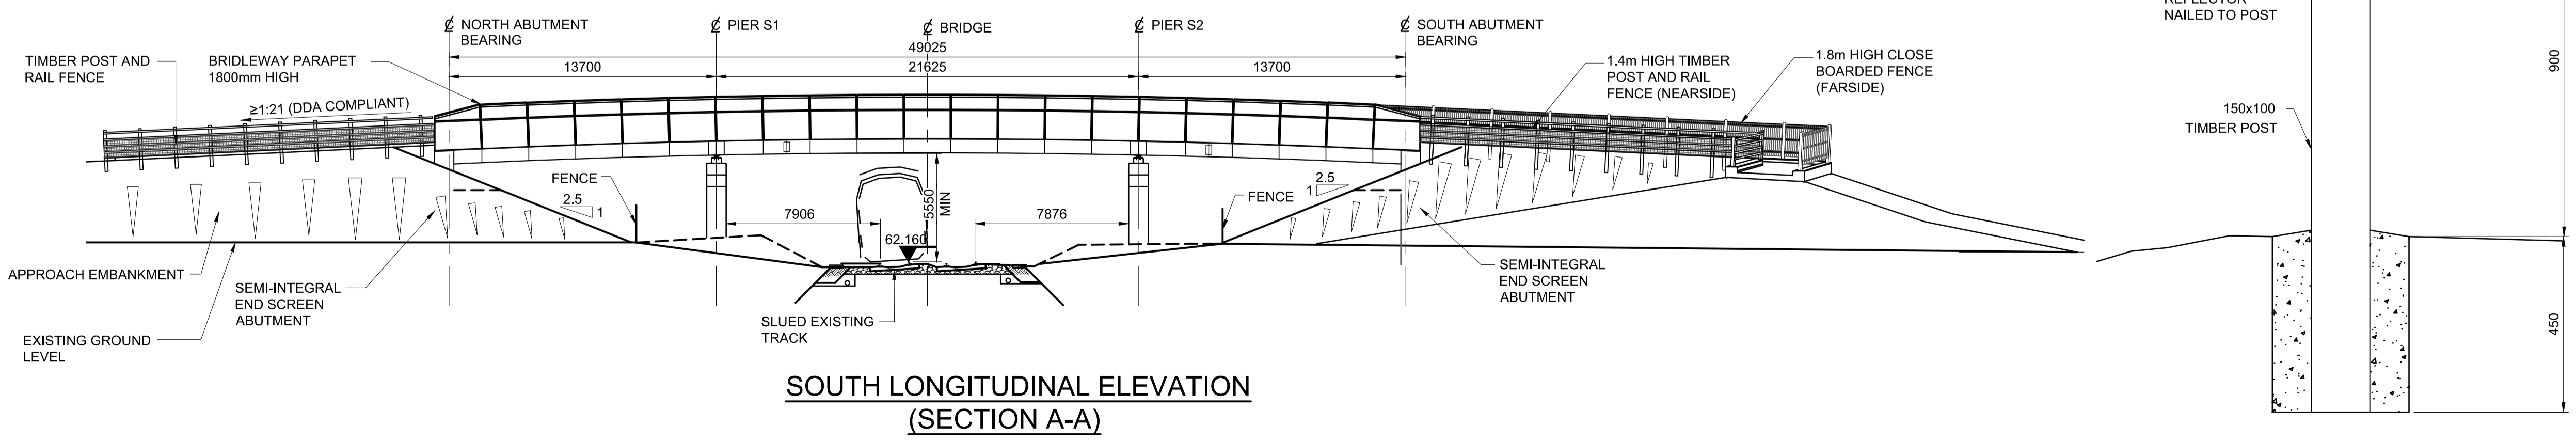 ℄ NORTH ABUTMENT
BEARING
℄ PIER S1
℄ BRIDGE
℄ PIER S2
℄ SOUTH ABUTMENT
BEARING
49025
13700
21625
13700
TIMBER POST AND
RAIL FENCE
BRIDLEWAY PARAPET
1800mm HIGH
≥1:21 (DDA COMPLIANT)
1.4m HIGH TIMBER
POST AND RAIL
FENCE (NEARSIDE)
1.8m HIGH CLOSE
BOARDED FENCE
(FARSIDE)
FENCE
2.5
1
7906
5550
MIN
7876
62.160
FENCE
2.5
1
APPROACH EMBANKMENT
SEMI-INTEGRAL
END SCREEN
ABUTMENT
EXISTING GROUND
LEVEL
SLUED EXISTING
TRACK
SEMI-INTEGRAL
END SCREEN
ABUTMENT
SOUTH LONGITUDINAL ELEVATION
(SECTION A-A)
REFLECTOR
NAILED TO POST
900
150x100
TIMBER POST
450